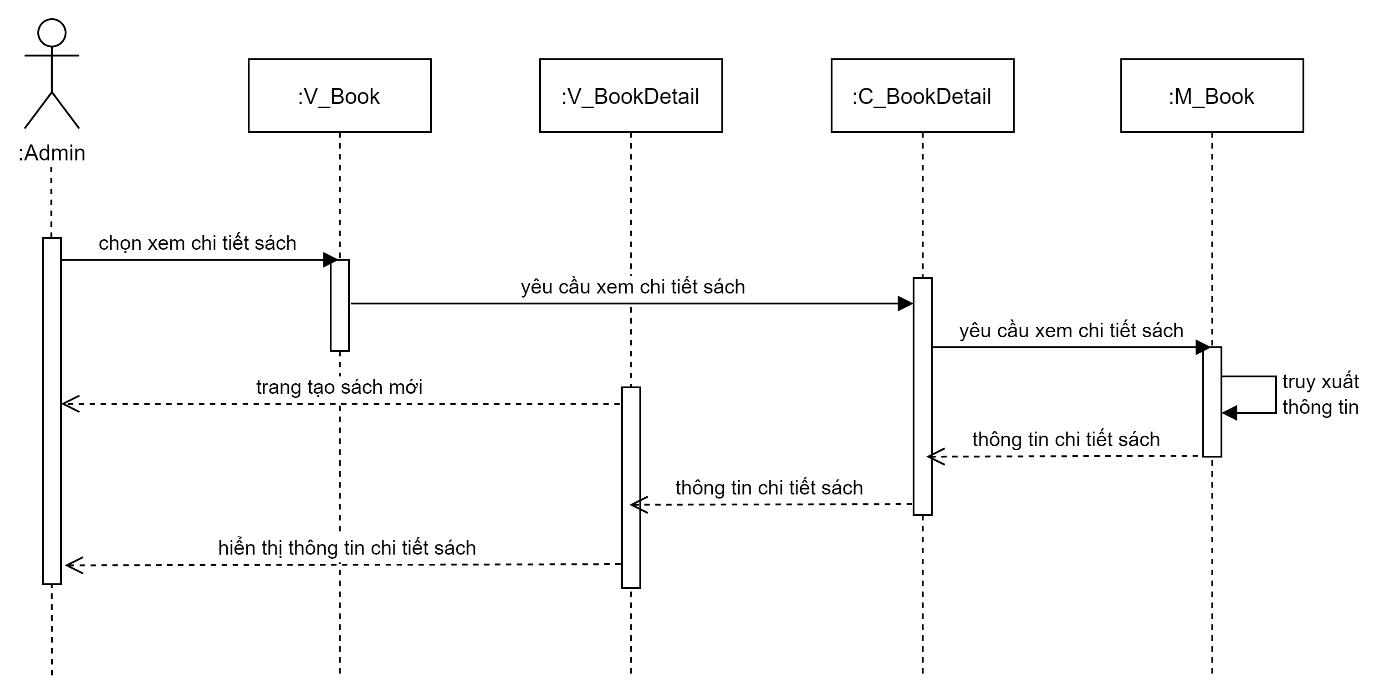 :Admin
:V_Book
:V_BookDetail
:C_BookDetail
:M_Book
chọn xem chi tiết sách
yêu cầu xem chi tiết sách
yêu cầu xem chi tiết sách
truy xuất
thông tin
trang tạo sách mới
thông tin chi tiết sách
thông tin chi tiết sách
hiển thị thông tin chi tiết sách